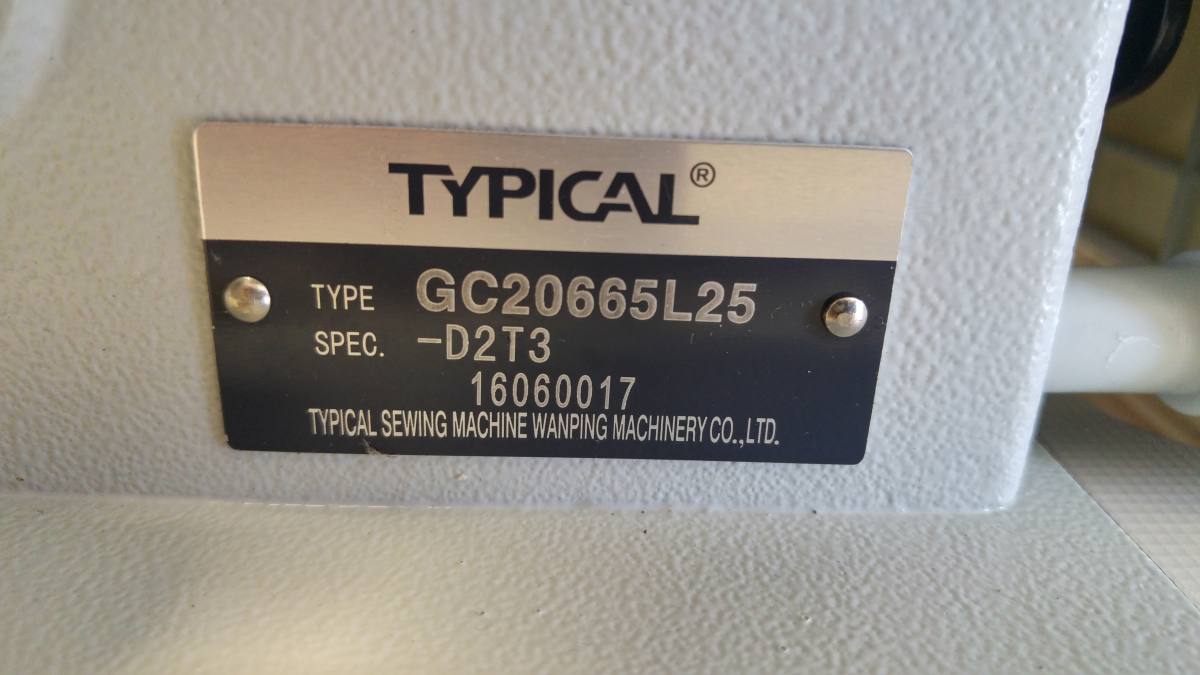 TYPICAL®
TYPE GC20665L25
SPEC. -D2T3
16060017
TYPICAL SEWING MACHINE WANPING MACHINERY CO.,LTD.